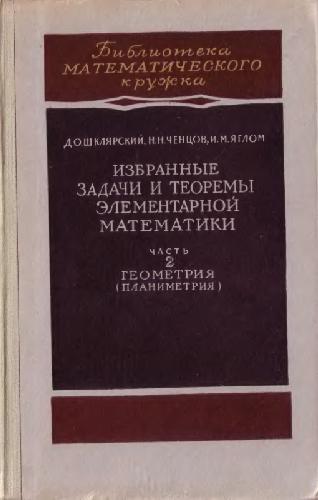 Библиотека
МАТЕМАТИЧЕСКОГО
кружка
Д.О.ШКЛЯРСКИЙ, Н.Н.ЧЕНЦОВ, И.М.ЯГЛОМ
ИЗБРАННЫЕ
ЗАДАЧИ И ТЕОРЕМЫ
ЭЛЕМЕНТАРНОЙ
МАТЕМАТИКИ
ЧАСТЬ
2
ГЕОМЕТРИЯ
(ПЛАНИМЕТРИЯ)